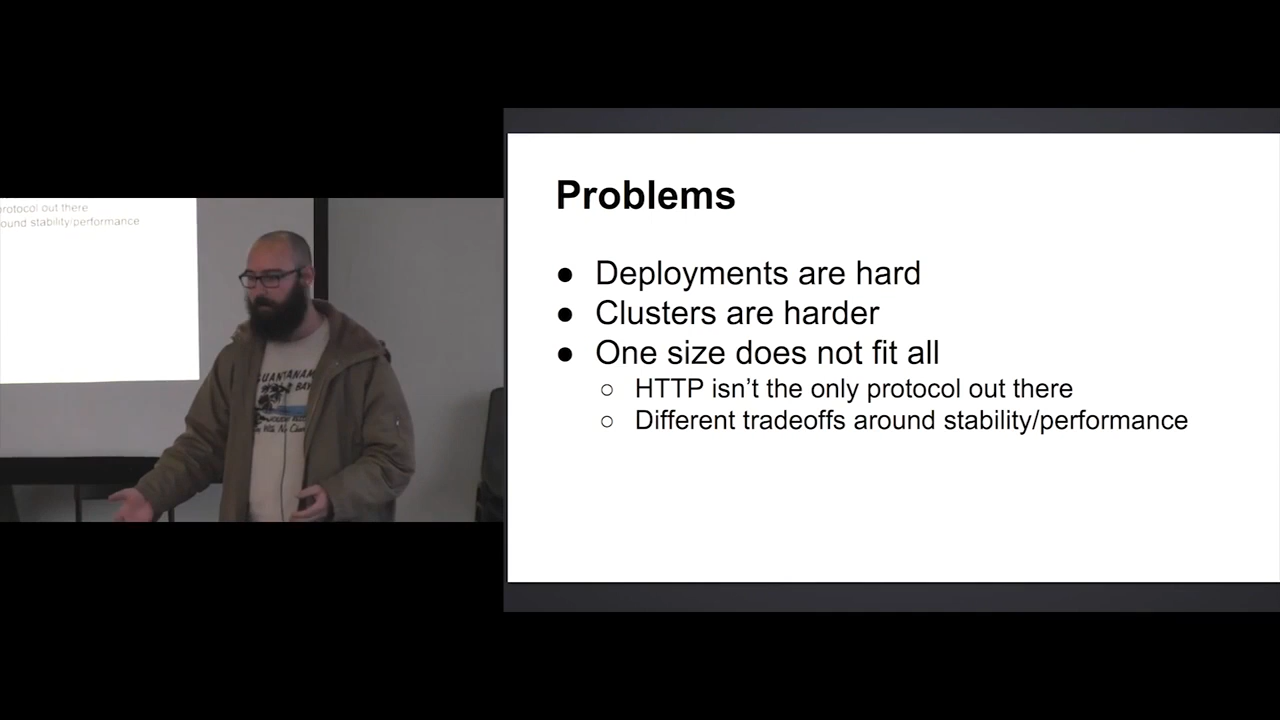 protocol out there
ound stability/performance
BAY
Problems
● Deployments are hard
● Clusters are harder
● One size does not fit all
○ HTTP isn’t the only protocol out there
○ Different tradeoffs around stability/performance